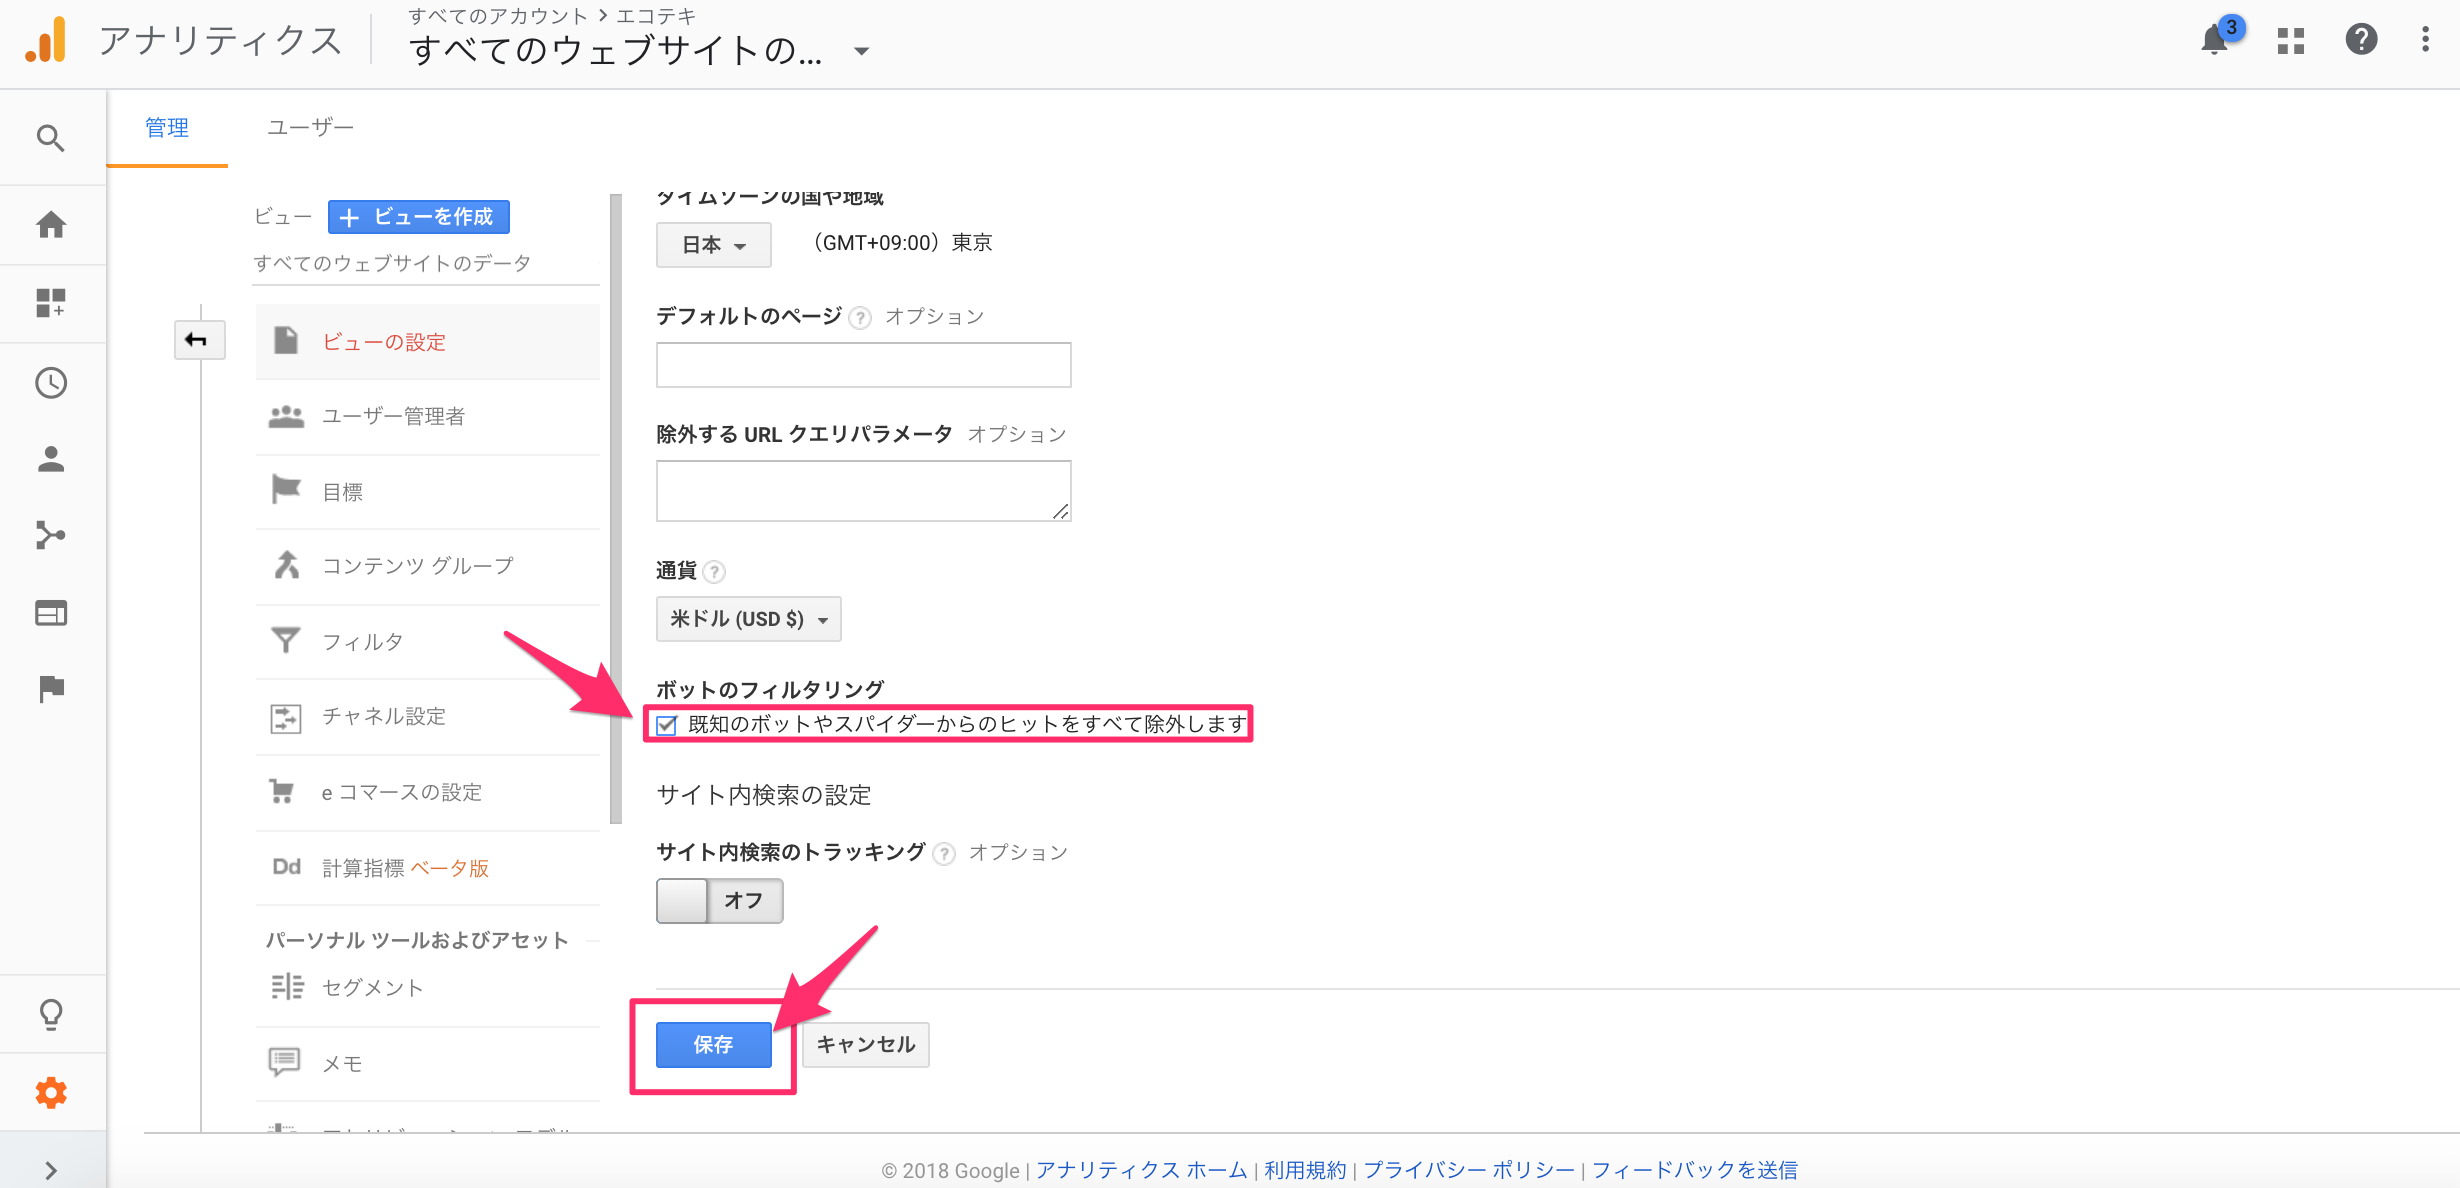 アナリティクス
すべてのアカウント > エコテキ
すべてのウェブサイトの...
3
管理
ユーザー
ビュー
+ ビューを作成
すべてのウェブサイトのデータ
ビューの設定
ユーザー管理者
目標
コンテンツ グループ
フィルタ
チャネル設定
e コマースの設定
Dd 計算指標 ベータ版
パーソナル ツールおよびアセット
セグメント
メモ
タイムゾーンの国や地域
日本
（GMT+09:00）東京
デフォルトのページ ? オプション
除外する URL クエリパラメータ オプション
通貨 ?
米ドル (USD $)
ボットのフィルタリング
既知のボットやスパイダーからのヒットをすべて除外します
サイト内検索の設定
サイト内検索のトラッキング ? オプション
オフ
保存
キャンセル
© 2018 Google | アナリティクス ホーム | 利用規約 | プライバシー ポリシー | フィードバックを送信